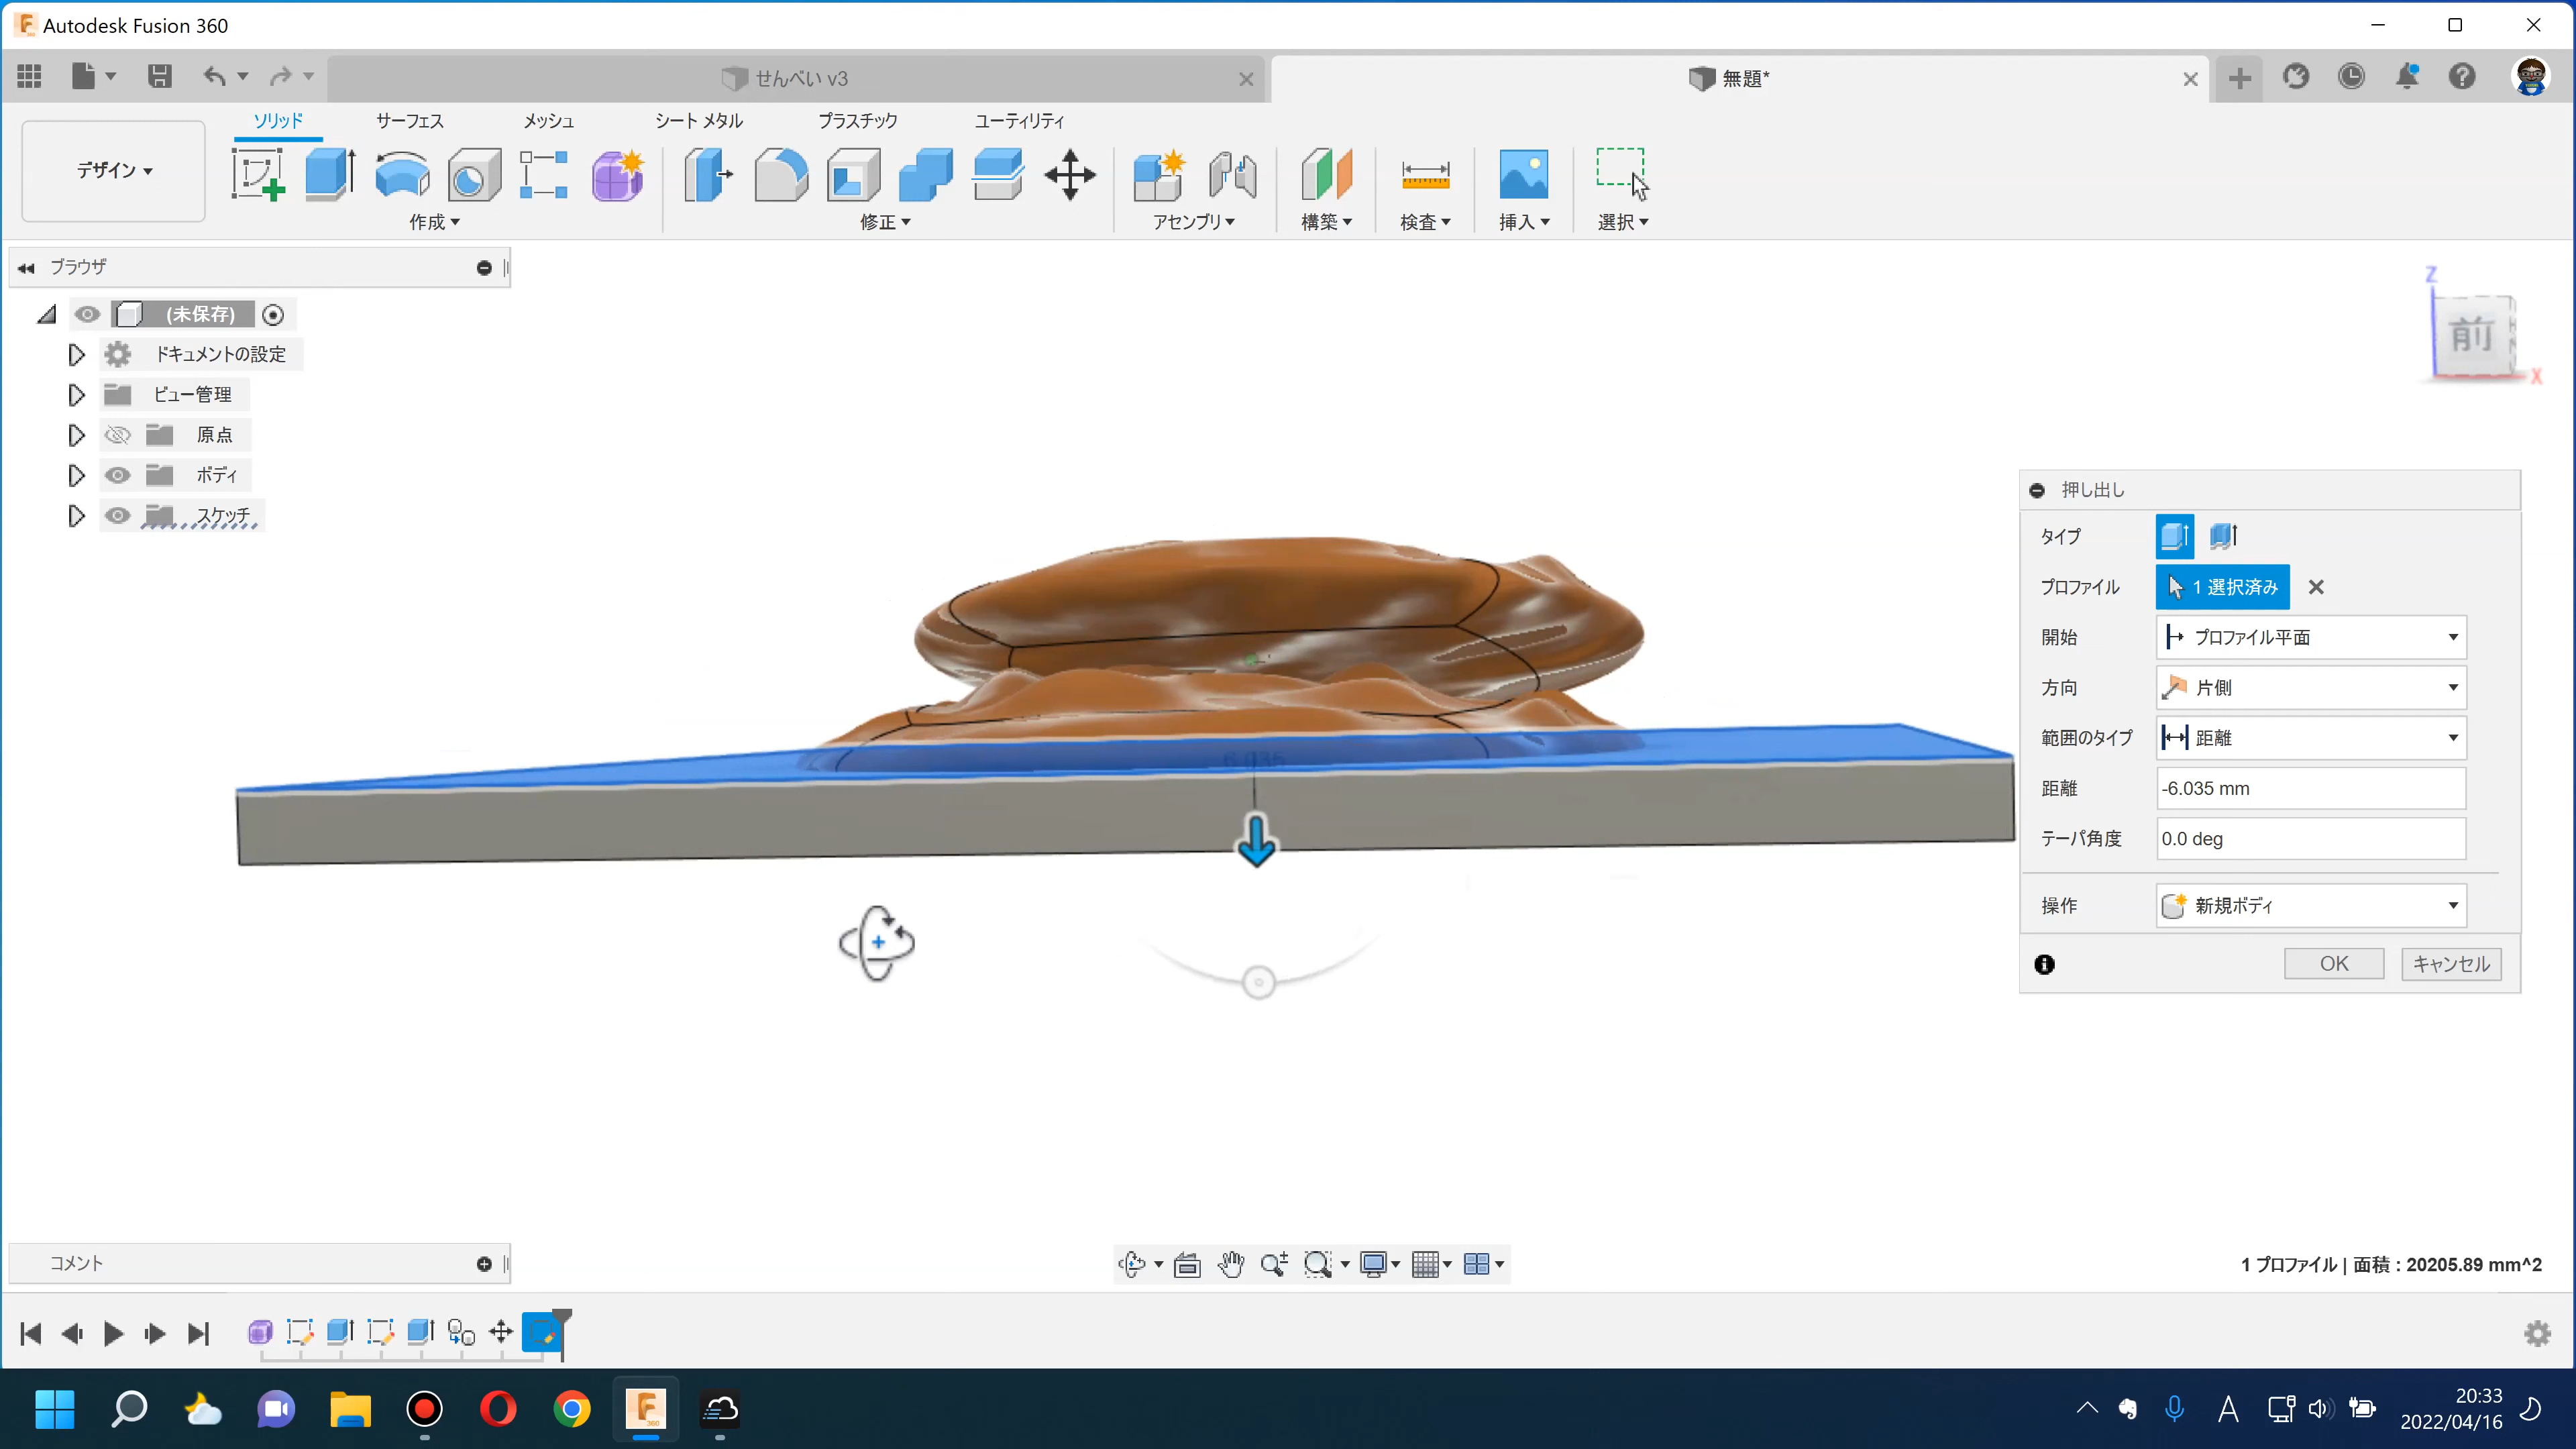 Autodesk Fusion 360
せんべい v3
無題*
デザイン
ソリッド
サーフェス
メッシュ
シート メタル
プラスチック
ユーティリティ
作成
修正
アセンブリ
構築
検査
挿入
選択
ブラウザ
(未保存)
ドキュメントの設定
ビュー管理
原点
ボディ
スケッチ
Z
前
X
押し出し
タイプ
プロファイル
1 選択済み
開始
プロファイル平面
方向
片側
範囲のタイプ
距離
距離
-6.035 mm
テーパ角度
0.0 deg
操作
新規ボディ
OK
キャンセル
6.035
コメント
1 プロファイル | 面積 : 20205.89 mm^2
A
20:33
2022/04/16